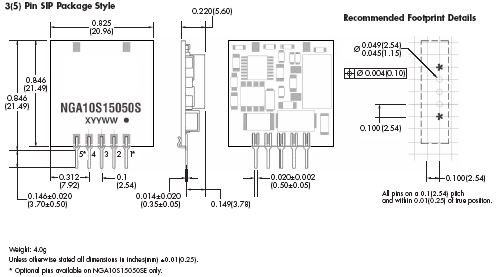 3(5) Pin SIP Package Style
0.825
(20.96)
0.220(5.60)
Recommended Footprint Details
0.846
(21.49)
0.846
(21.49)
NGA10S15050S
XYYWW
5* 4 3 2 1*
0.312
(7.92)
0.1
(2.54)
0.146±0.020
(3.70±0.50)
0.014±0.020
(0.35±0.05)
0.149(3.78)
0.020±0.002
(0.50±0.05)
Ø 0.049(2.54)
0.045(1.15)
Ø 0.004(0.10)
*
*
0.100(2.54)
0.100(2.54)
All pins on a 0.1(2.54) pitch
and within 0.01(0.25) of true position.
Weight: 4.0g
Unless otherwise stated all dimensions in inches(mm) ±0.01(0.25).
* Optional pins available on NGA10S15050SE only.